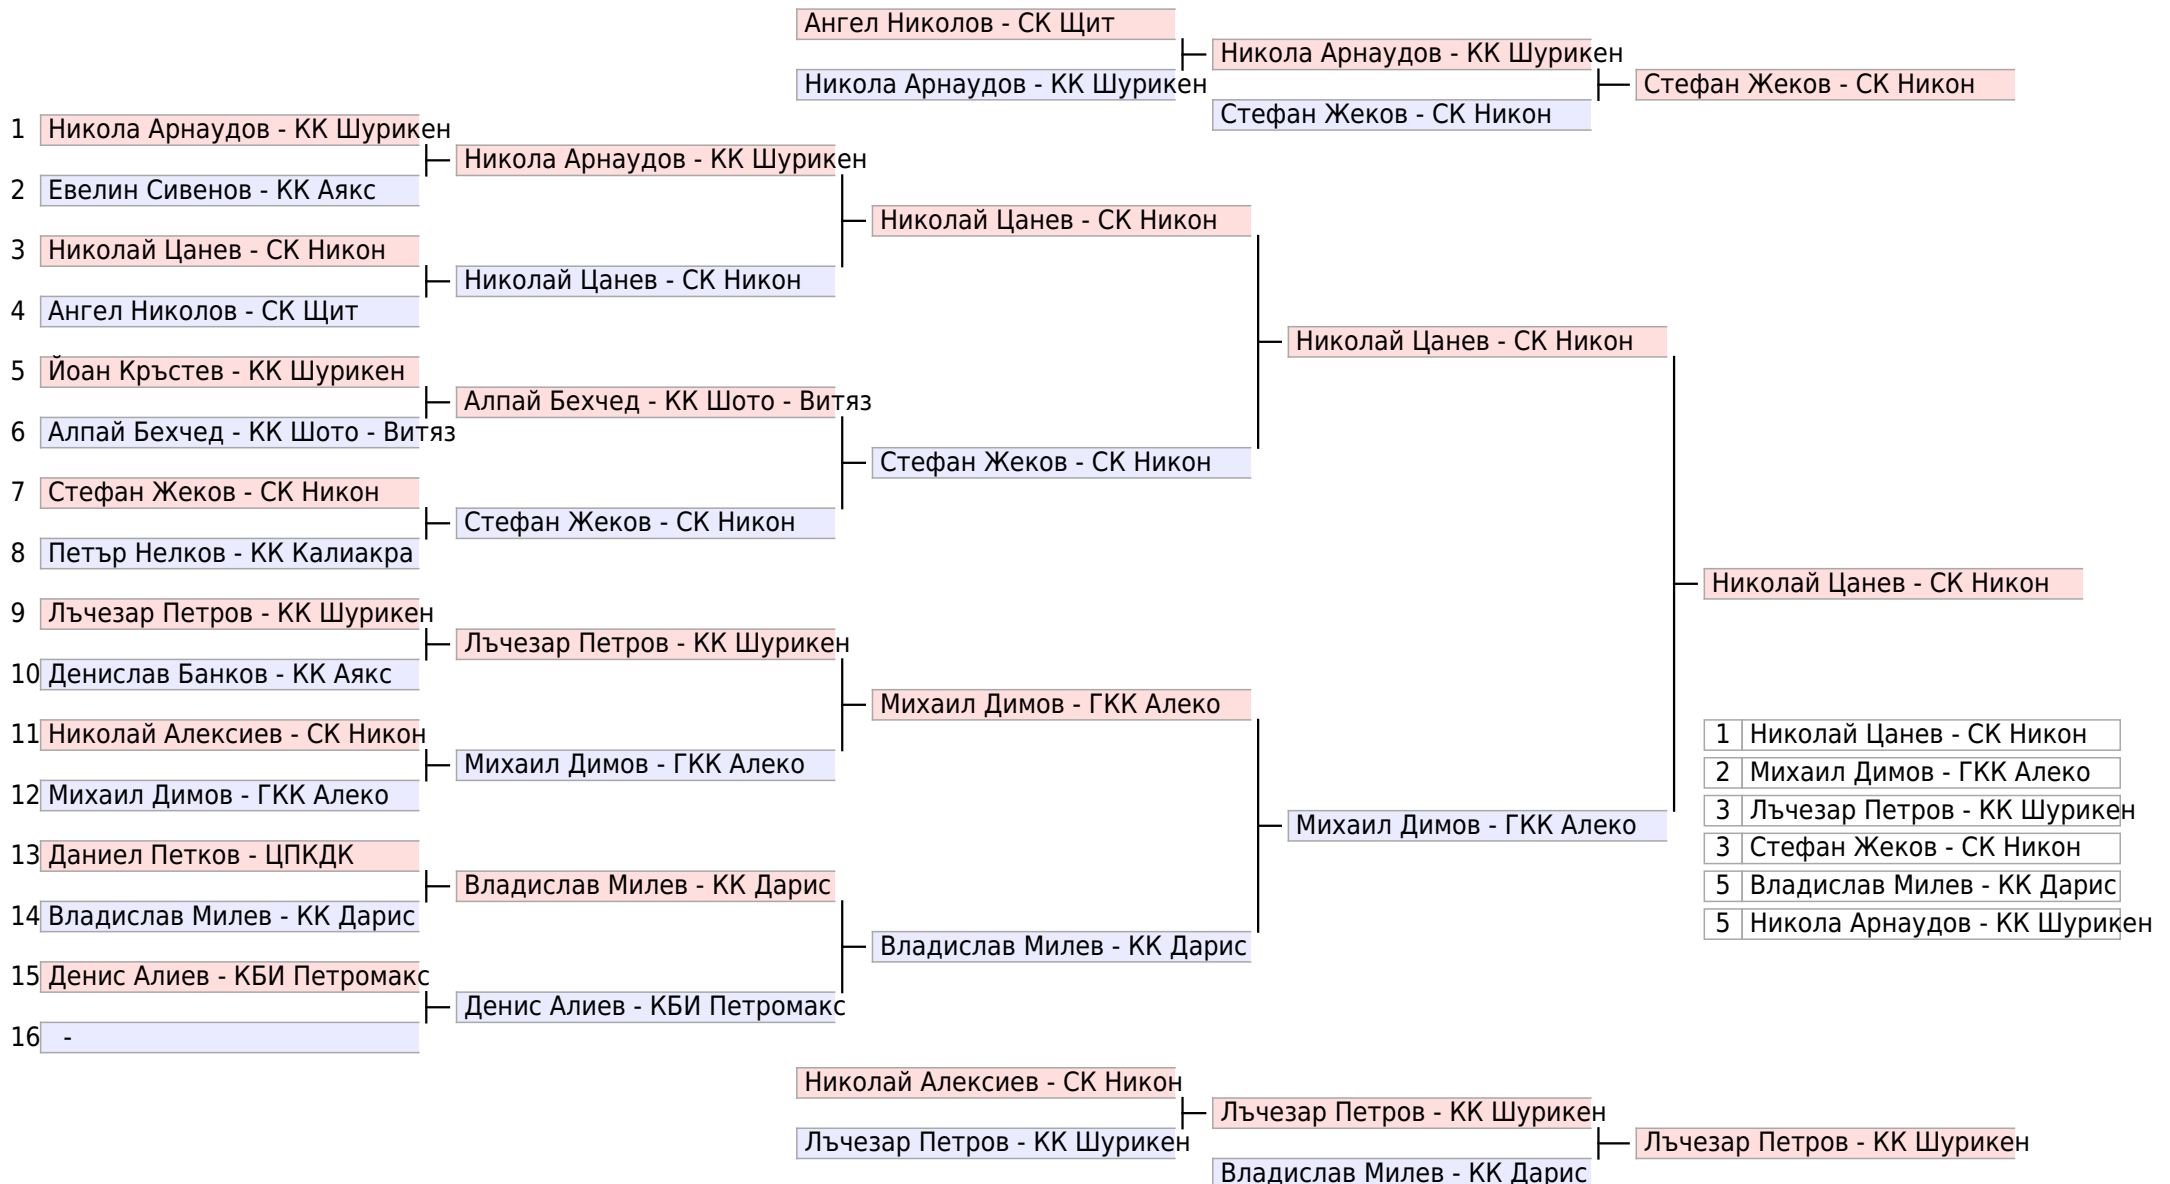 Ангел Николов - СК Щит
Никола Арнаудов - КК Шурикен
Никола Арнаудов - КК Шурикен
Стефан Жеков - СК Никон
Стефан Жеков - СК Никон
1 Никола Арнаудов - КК Шурикен
2 Евелин Сивенов - КК Аякс
3 Николай Цанев - СК Никон
4 Ангел Николов - СК Щит
5 Йоан Кръстев - КК Шурикен
6 Алпай Бехчед - КК Шото - Витяз
7 Стефан Жеков - СК Никон
8 Петър Нелков - КК Калиакра
9 Лъчезар Петров - КК Шурикен
10 Денислав Банков - КК Аякс
11 Николай Алексиев - СК Никон
12 Михаил Димов - ГКК Алеко
13 Даниел Петков - ЦПКДК
14 Владислав Милев - КК Дарис
15 Денис Алиев - КБИ Петромакс
16 -
Никола Арнаудов - КК Шурикен
Николай Цанев - СК Никон
Алпай Бехчед - КК Шото - Витяз
Стефан Жеков - СК Никон
Лъчезар Петров - КК Шурикен
Михаил Димов - ГКК Алеко
Владислав Милев - КК Дарис
Денис Алиев - КБИ Петромакс
Николай Цанев - СК Никон
Стефан Жеков - СК Никон
Михаил Димов - ГКК Алеко
Владислав Милев - КК Дарис
Николай Цанев - СК Никон
Михаил Димов - ГКК Алеко
Николай Цанев - СК Никон
1 Николай Цанев - СК Никон
2 Михаил Димов - ГКК Алеко
3 Лъчезар Петров - КК Шурикен
3 Стефан Жеков - СК Никон
5 Владислав Милев - КК Дарис
5 Никола Арнаудов - КК Шурикен
Николай Алексиев - СК Никон
Лъчезар Петров - КК Шурикен
Лъчезар Петров - КК Шурикен
Владислав Милев - КК Дарис
Лъчезар Петров - КК Шурикен